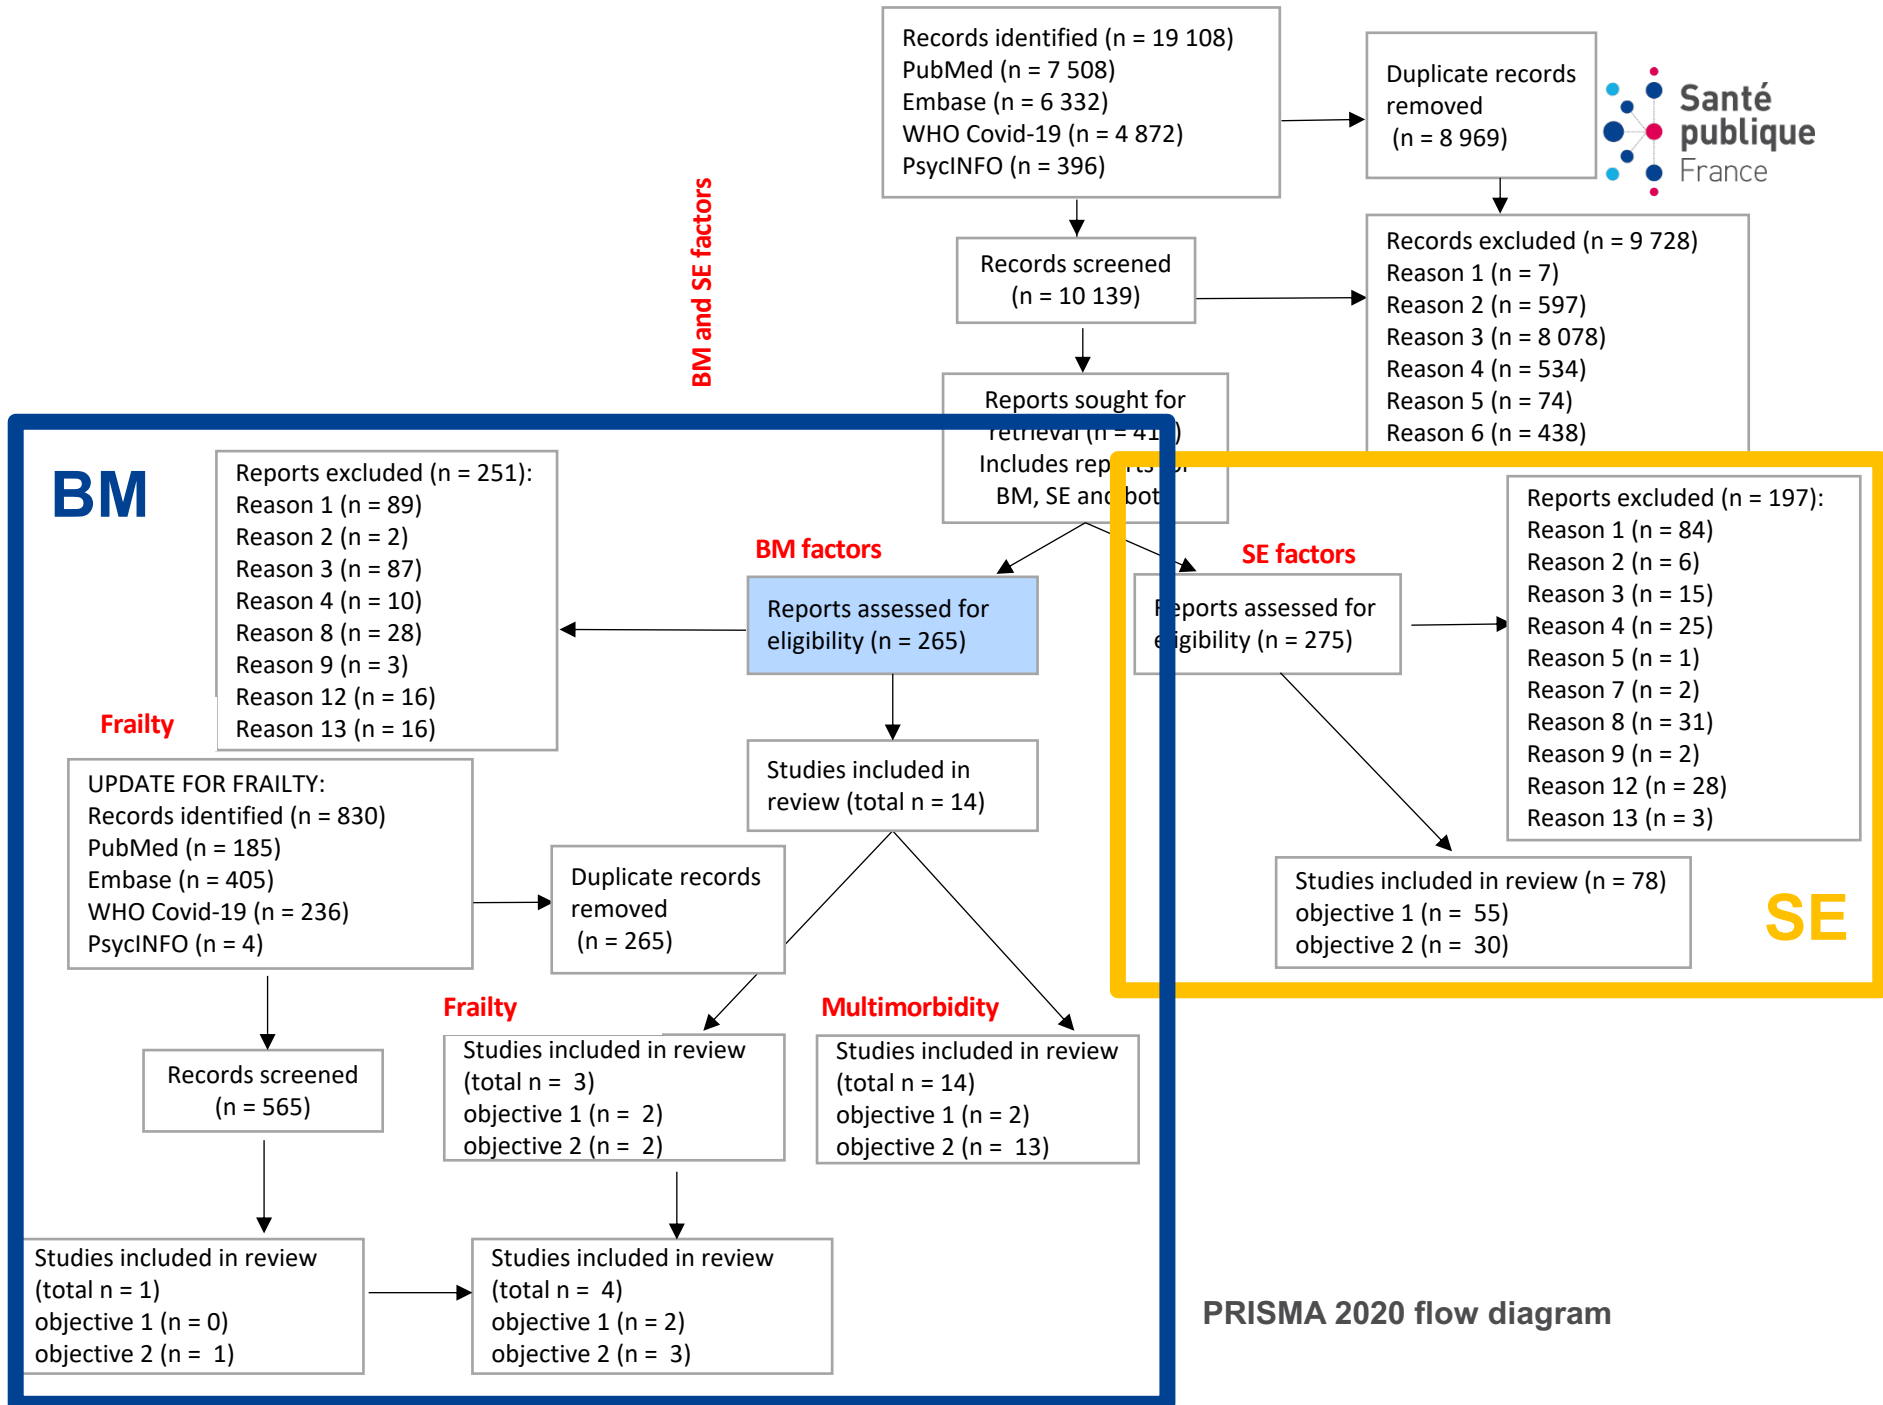 Records identified (n = 19 108)
PubMed (n = 7 508)
Embase (n = 6 332)
WHO Covid-19 (n = 4 872)
PsycINFO (n = 396)
Duplicate records
removed
(n = 8 969)
Santé
publique
France
BM and SE factors
Records screened
(n = 10 139)
Records excluded (n = 9 728)
Reason 1 (n = 7)
Reason 2 (n = 597)
Reason 3 (n = 8 078)
Reason 4 (n = 534)
Reason 5 (n = 74)
Reason 6 (n = 438)
Reports sought for
retrieval (n =
Includes reports
BM, SE and
BM
Reports excluded (n = 251):
Reason 1 (n = 89)
Reason 2 (n = 2)
Reason 3 (n = 87)
Reason 4 (n = 10)
Reason 8 (n = 28)
Reason 9 (n = 3)
Reason 12 (n = 16)
Reason 13 (n = 16)
BM factors
Reports assessed for
eligibility (n = 265)
SE factors
Reports assessed for
eligibility (n = 275)
Reports excluded (n = 197):
Reason 1 (n = 84)
Reason 2 (n = 6)
Reason 3 (n = 15)
Reason 4 (n = 25)
Reason 5 (n = 1)
Reason 7 (n = 2)
Reason 8 (n = 31)
Reason 9 (n = 2)
Reason 12 (n = 28)
Reason 13 (n = 3)
Studies included in review (n = 78)
objective 1 (n = 55)
objective 2 (n = 30)
SE
Frailty
UPDATE FOR FRAILTY:
Records identified (n = 830)
PubMed (n = 185)
Embase (n = 405)
WHO Covid-19 (n = 236)
PsycINFO (n = 4)
Duplicate records
removed
(n = 265)
Studies included in
review (total n = 14)
Records screened
(n = 565)
Frailty
Studies included in review
(total n = 3)
objective 1 (n = 2)
objective 2 (n = 2)
Multimorbidity
Studies included in review
(total n = 14)
objective 1 (n = 2)
objective 2 (n = 13)
Studies included in review
(total n = 1)
objective 1 (n = 0)
objective 2 (n = 1)
Studies included in review
(total n = 4)
objective 1 (n = 2)
objective 2 (n = 3)
PRISMA 2020 flow diagram